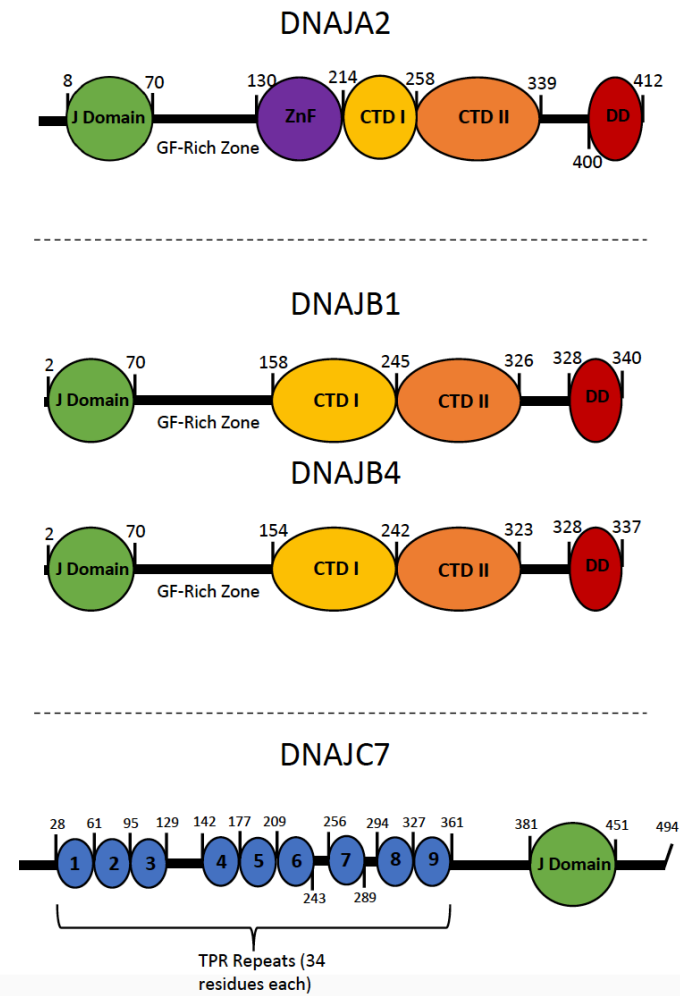 DNAJA2
8 70 130 214 258 339 412
J Domain ZnF CTD I CTD II DD
GF-Rich Zone 400
DNAJB1
2 70 158 245 326 328 340
J Domain CTD I CTD II DD
GF-Rich Zone
DNAJB4
2 70 154 242 323 328 337
J Domain CTD I CTD II DD
GF-Rich Zone
DNAJC7
28 61 95 129 142 177 209 256 294 327 361 381 451 494
1 2 3 4 5 6 7 8 9 J Domain
243 289
TPR Repeats (34
residues each)